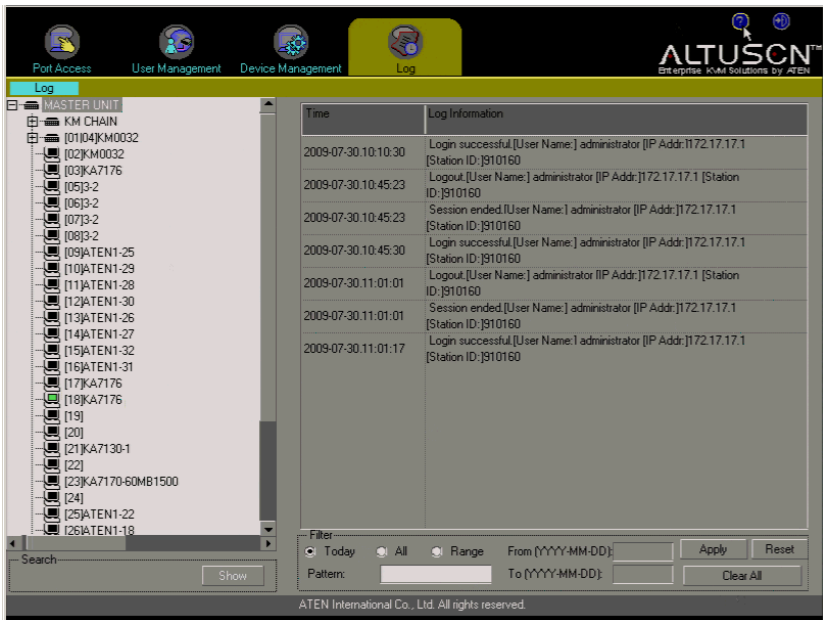 Port Access
User Management
Device Management
Log
ALTUSCN™
Enterprise KVM Solutions by ATEN
Log
MASTER UNIT
KM CHAIN
[01|04]KM0032
[02]KM0032
[03]KA7176
[05]3-2
[06]3-2
[07]3-2
[08]3-2
[09]ATEN1-25
[10]ATEN1-29
[11]ATEN1-28
[12]ATEN1-30
[13]ATEN1-26
[14]ATEN1-27
[15]ATEN1-32
[16]ATEN1-31
[17]KA7176
[18]KA7176
[19]
[20]
[21]KA7130-1
[22]
[23]KA7170-60MB1500
[24]
[25]ATEN1-22
[26]ATEN1-18
Search
Show
Time
Log Information
2009-07-30.10:10:30
Login successful.[User Name:] administrator [IP Addr:]172.17.17.1
[Station ID:]910160
2009-07-30.10:45:23
Logout.[User Name:] administrator [IP Addr:]172.17.17.1 [Station
ID:]910160
2009-07-30.10:45:23
Session ended.[User Name:] administrator [IP Addr:]172.17.17.1
[Station ID:]910160
2009-07-30.10:45:30
Login successful.[User Name:] administrator [IP Addr:]172.17.17.1
[Station ID:]910160
2009-07-30.11:01:01
Logout.[User Name:] administrator [IP Addr:]172.17.17.1 [Station
ID:]910160
2009-07-30.11:01:01
Session ended.[User Name:] administrator [IP Addr:]172.17.17.1
[Station ID:]910160
2009-07-30.11:01:17
Login successful.[User Name:] administrator [IP Addr:]172.17.17.1
[Station ID:]910160
Filter
Today
All
Range
From (YYYY-MM-DD):
Apply
Reset
Pattern:
To (YYYY-MM-DD):
Clear All
ATEN International Co., Ltd. All rights reserved.